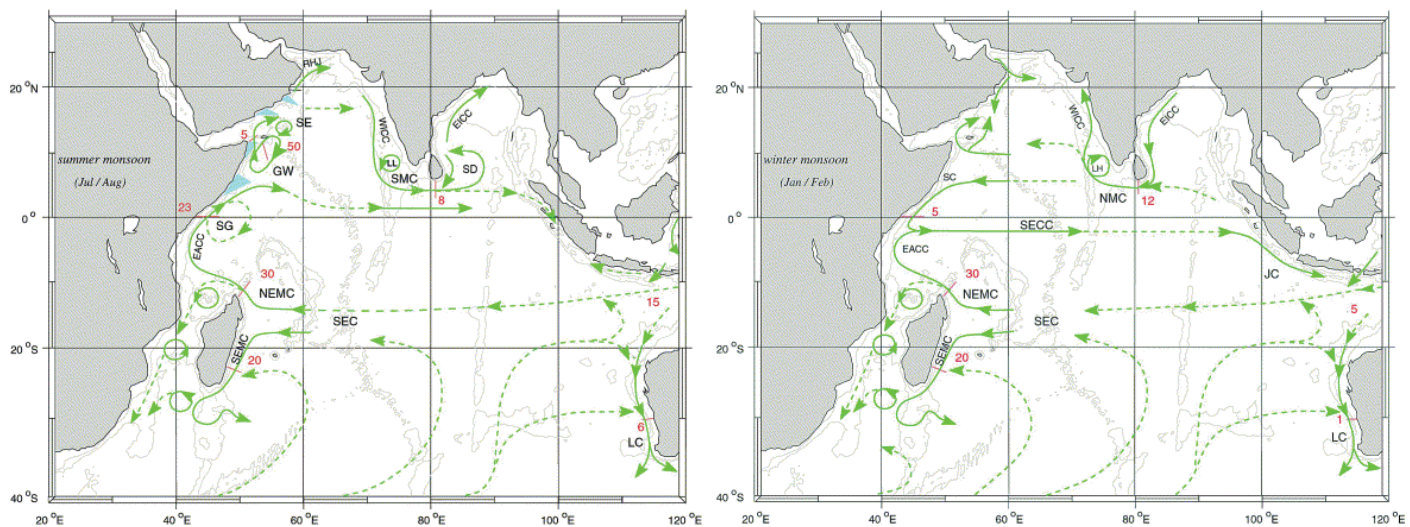 RHJ
20 °N
SE
5
50
WICC
EICC
summer monsoon
(Jul / Aug)
GW
LL
SMC
SD
8
23
0 °
SG
EACC
30
NEMC
15
SEC
20 °S
SEMC
20
6
LC
40 °S
20 °E
40 °E
60 °E
80 °E
100 °E
120 °E
20 °N
WICC
EICC
winter monsoon
(Jan / Feb)
LH
SC
NMC
12
0 °
5
SECC
EACC
30
NEMC
JC
5
SEC
20 °S
SEMC
20
1
LC
40 °S
20 °E
40 °E
60 °E
80 °E
100 °E
120 °E